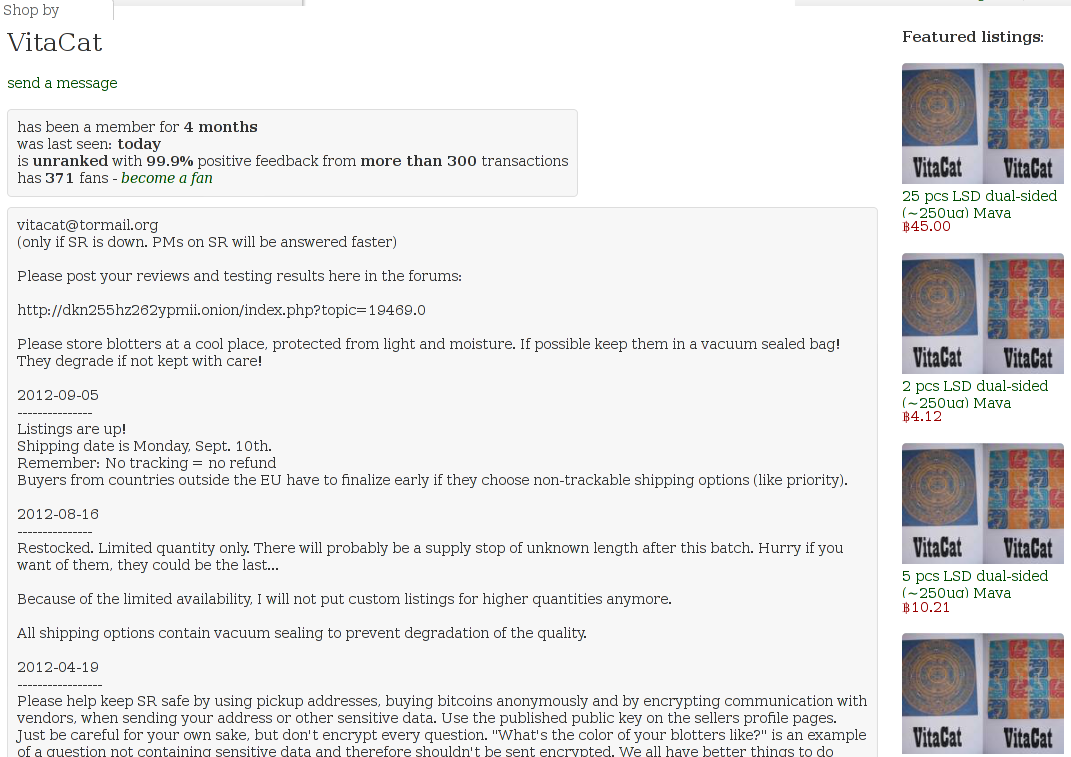 Shop by
VitaCat
send a message
has been a member for 4 months
was last seen: today
is unranked with 99.9% positive feedback from more than 300 transactions
has 371 fans - become a fan
vitacat@tormail.org
(only if SR is down. PMs on SR will be answered faster)
Please post your reviews and testing results here in the forums:
http://dkn255hz262ypmii.onion/index.php?topic=19469.0
Please store blotters at a cool place, protected from light and moisture. If possible keep them in a vacuum sealed bag!
They degrade if not kept with care!
2012-09-05
---------------
Listings are up!
Shipping date is Monday, Sept. 10th.
Remember: No tracking = no refund
Buyers from countries outside the EU have to finalize early if they choose non-trackable shipping options (like priority).
2012-08-16
---------------
Restocked. Limited quantity only. There will probably be a supply stop of unknown length after this batch. Hurry if you
want of them, they could be the last...
Because of the limited availability, I will not put custom listings for higher quantities anymore.
All shipping options contain vacuum sealing to prevent degradation of the quality.
2012-04-19
-----------------
Please help keep SR safe by using pickup addresses, buying bitcoins anonymously and by encrypting communication with
vendors, when sending your address or other sensitive data. Use the published public key on the sellers profile pages.
Just be careful for your own sake, but don't encrypt every question. "What's the color of your blotters like?" is an example
of a question not containing sensitive data and therefore shouldn't be sent encrypted. We all have better things to do
Featured listings:
VitaCat VitaCat
25 pcs LSD dual-sided
(~250ug) Maya
฿45.00
VitaCat VitaCat
2 pcs LSD dual-sided
(~250ug) Maya
฿4.12
VitaCat VitaCat
5 pcs LSD dual-sided
(~250ug) Maya
฿10.21
VitaCat VitaCat